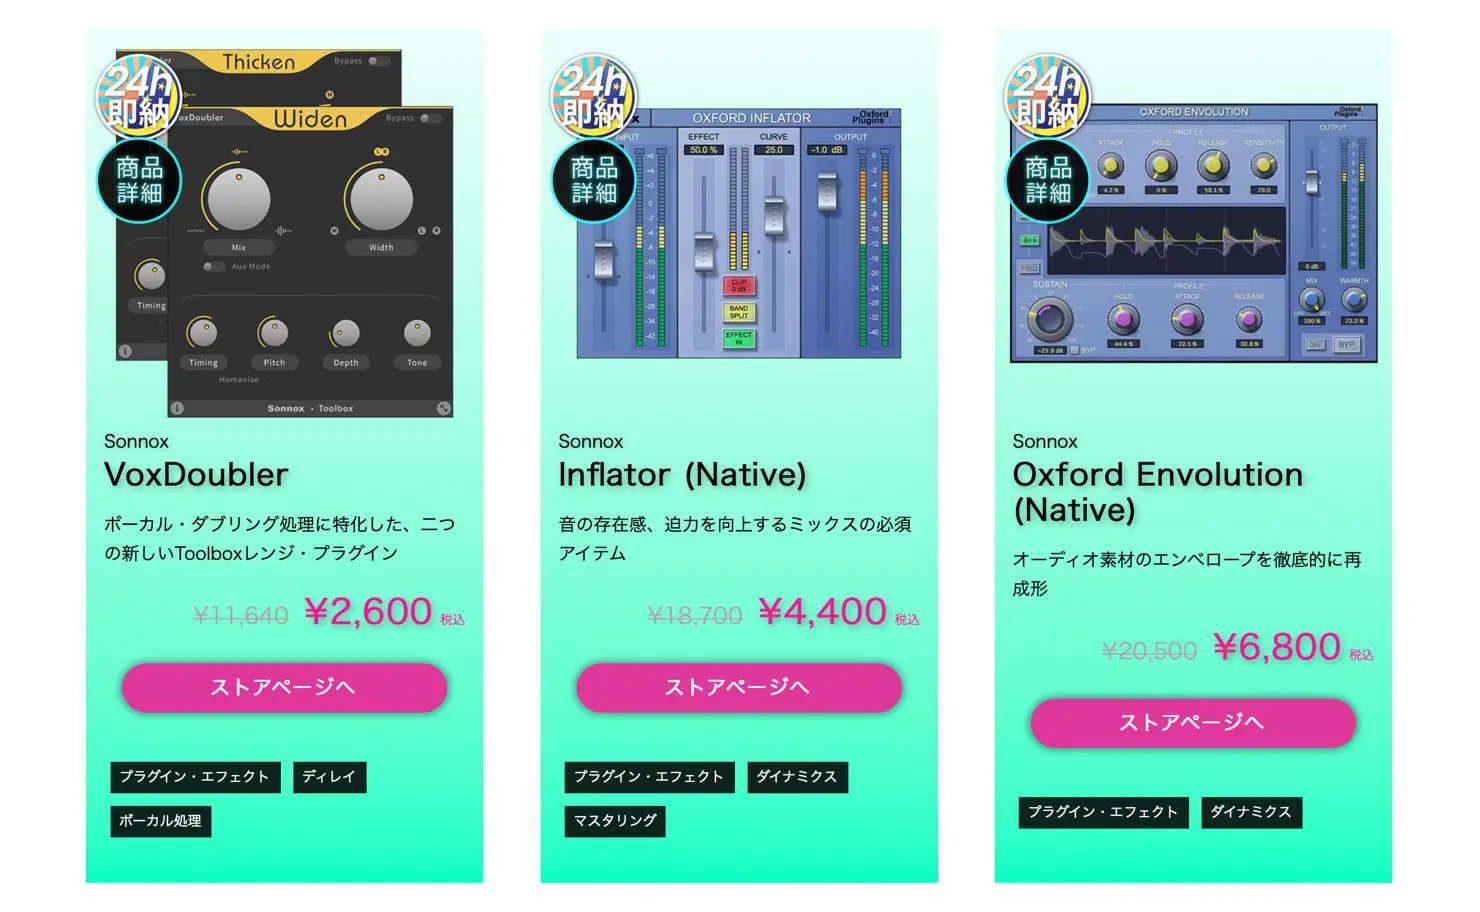 Thicken
Bypass
24h
即納
商品
詳細
VoxDoubler
Widen
Bypass
L R
M
Mix
Width
M
L
R
Aux Mode
Timing
Timing
Pitch
Depth
Tone
Humanise
Sonnox • Toolbox
Sonnox
VoxDoubler
ボーカル・ダブリング処理に特化した、二つ
の新しいToolboxレンジ・プラグイン
¥11,640 ¥2,600 税込
ストアページへ
プラグイン・エフェクト
ディレイ
ボーカル処理
24h
即納
商品
詳細
OXFORD INFLATOR
Oxford
Plugins
INPUT
EFFECT
CURVE
OUTPUT
50.0 %
25.0
-1.0 dB
CLIP
0 dB
BAND
SPLIT
EFFECT
IN
Sonnox
Inflator (Native)
音の存在感、迫力を向上するミックスの必須
アイテム
¥18,700 ¥4,400 税込
ストアページへ
プラグイン・エフェクト
ダイナミクス
マスタリング
24h
即納
商品
詳細
OXFORD ENVOLUTION
Oxford
Plugins
PROFILE
OUTPUT
ATTACK
HOLD
RELEASE
SENSITIVITY
4.2 %
0 %
58.1 %
70.0
FREQ
0 dB
SUSTAIN
PROFILE
HOLD
ATTACK
RELEASE
MIX
WARMTH
100 %
72.2 %
-25.9 dB
BYP
44.4 %
22.5 %
30.8 %
DIFF
BYP
Sonnox
Oxford Envolution
(Native)
オーディオ素材のエンベロープを徹底的に再
成形
¥20,500 ¥6,800 税込
ストアページへ
プラグイン・エフェクト
ダイナミクス